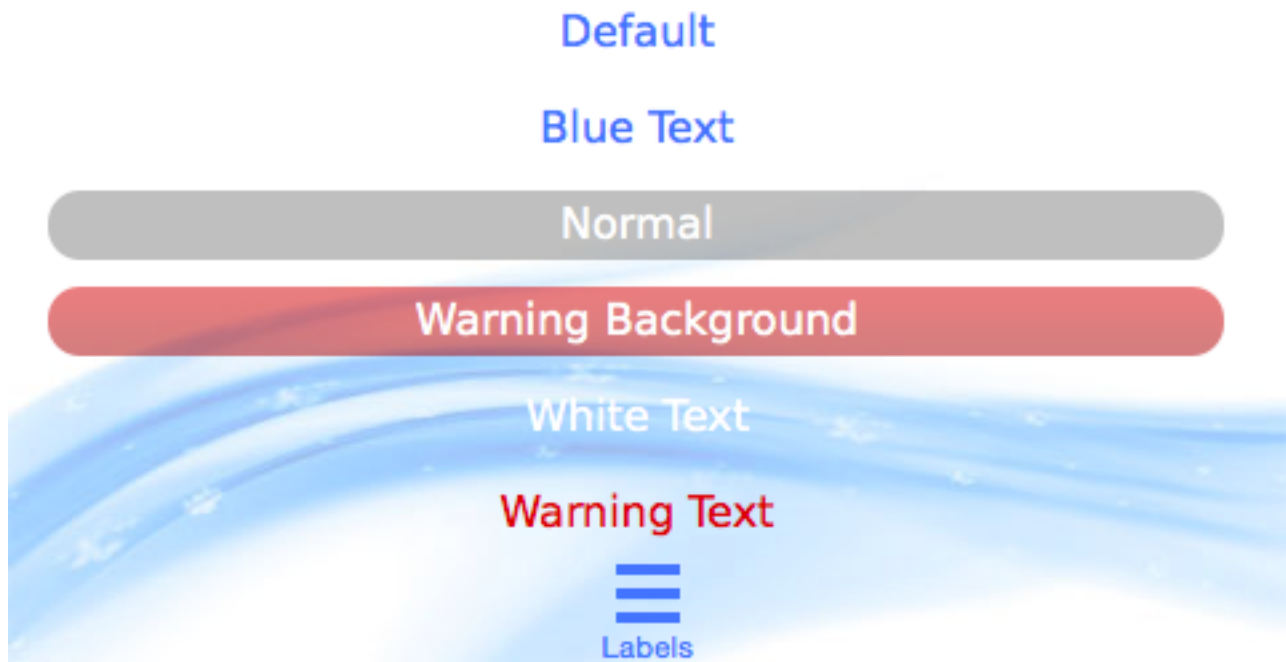 Default
Blue Text
Normal
Warning Background
White Text
Warning Text
Labels